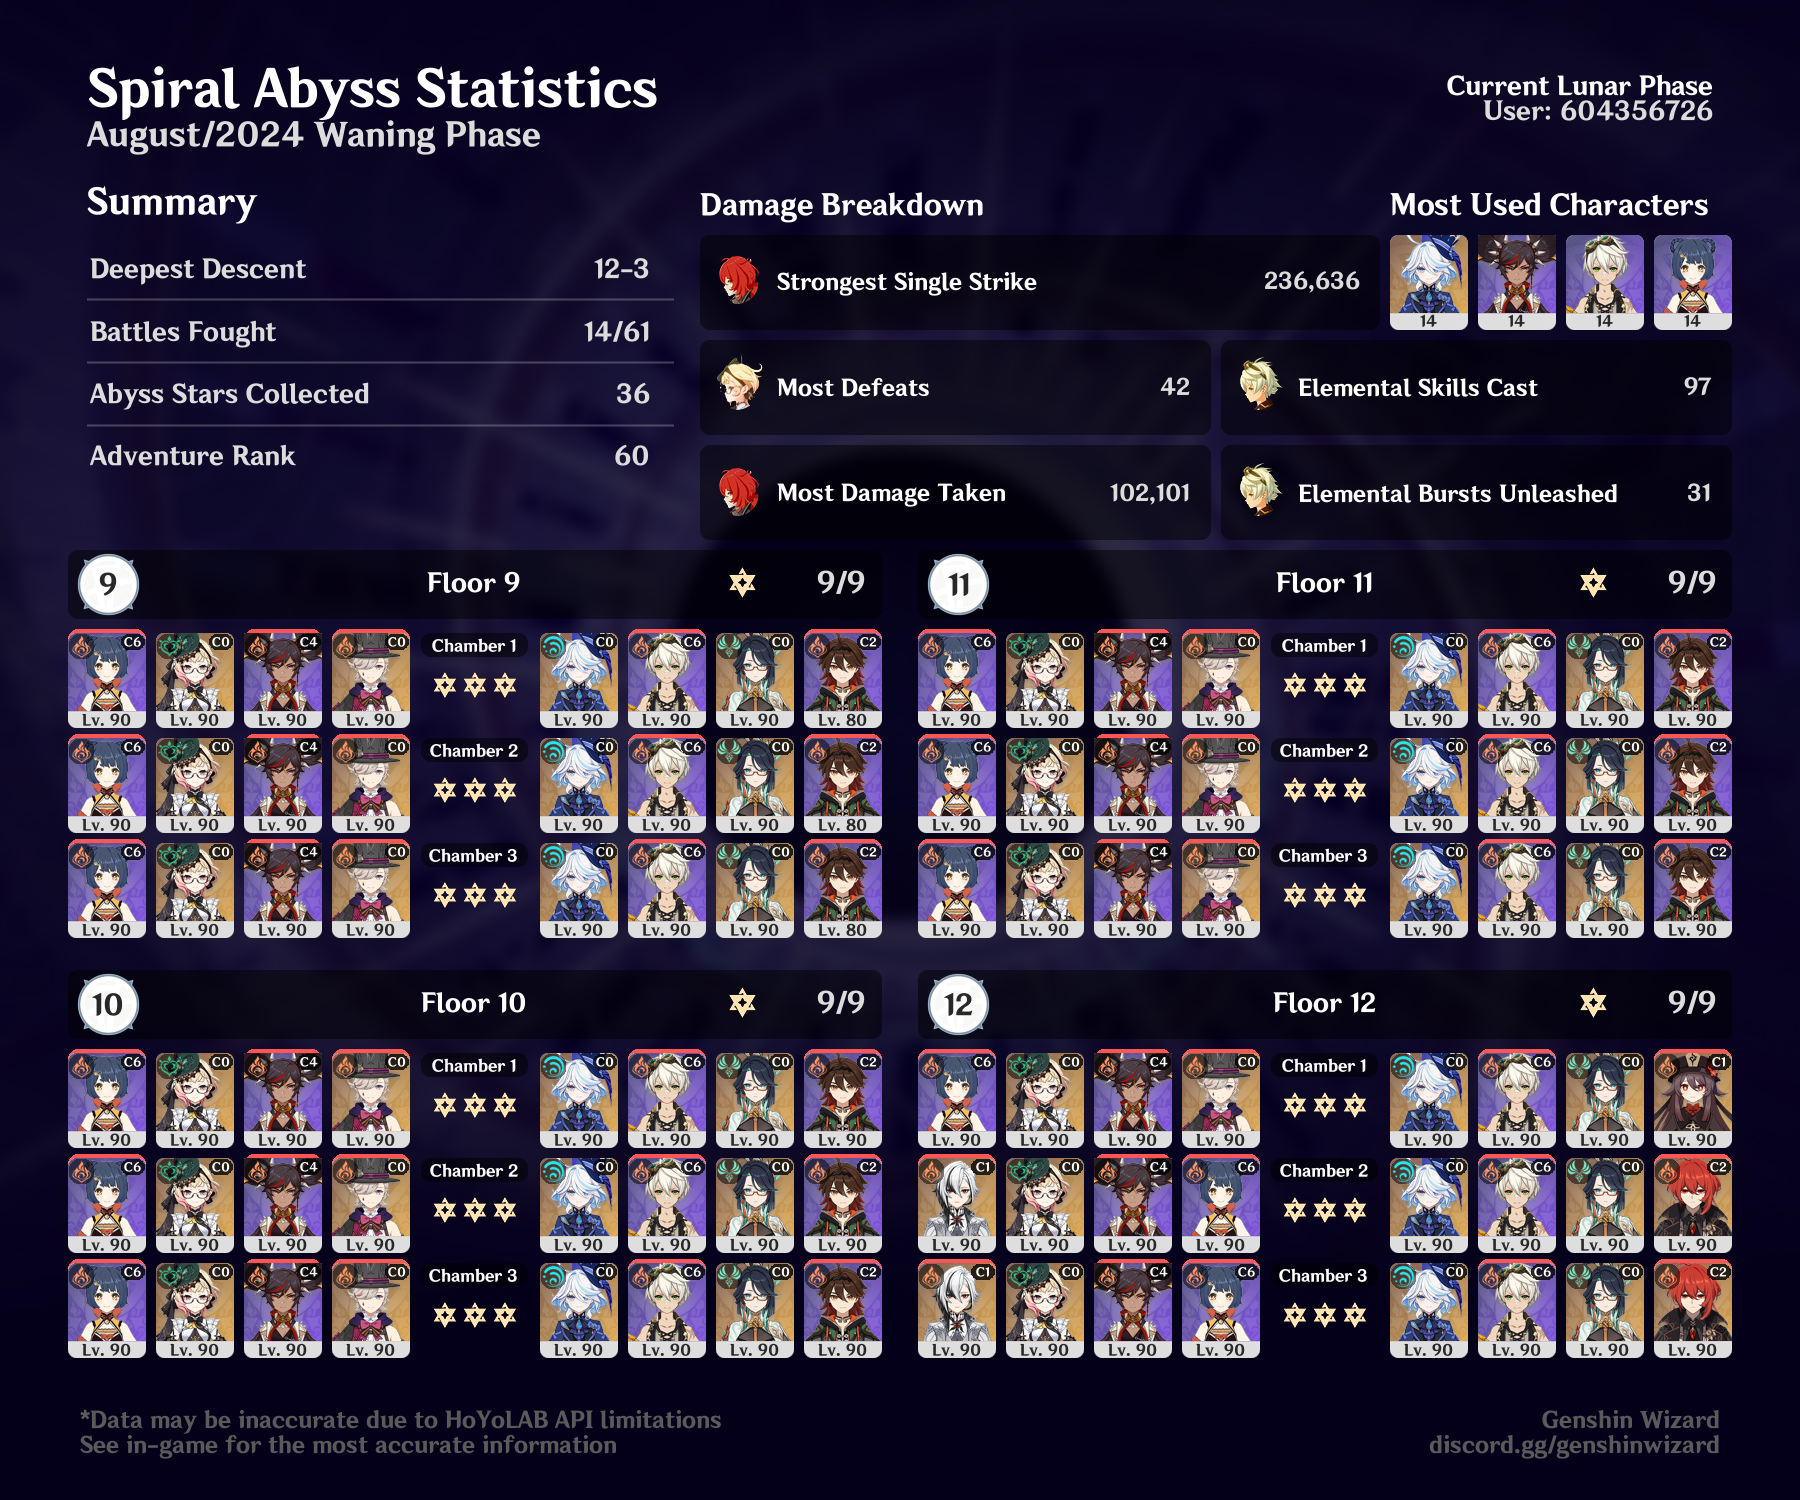 Spiral Abyss Statistics
August/2024 Waning Phase
Current Lunar Phase
User: 604356726
Summary
Deepest Descent 12-3
Battles Fought 14/61
Abyss Stars Collected 36
Adventure Rank 60
Damage Breakdown
Strongest Single Strike 236,636
Most Defeats 42
Elemental Skills Cast 97
Most Damage Taken 102,101
Elemental Bursts Unleashed 31
Most Used Characters
14 14 14 14
9 Floor 9 9/9
C6 C0 C4 C0 Chamber 1 C0 C6 C0 C2
Lv. 90 Lv. 90 Lv. 90 Lv. 90 Lv. 90 Lv. 90 Lv. 90 Lv. 80
C6 C0 C4 C0 Chamber 2 C0 C6 C0 C2
Lv. 90 Lv. 90 Lv. 90 Lv. 90 Lv. 90 Lv. 90 Lv. 90 Lv. 80
C6 C0 C4 C0 Chamber 3 C0 C6 C0 C2
Lv. 90 Lv. 90 Lv. 90 Lv. 90 Lv. 90 Lv. 90 Lv. 90 Lv. 80
11 Floor 11 9/9
C6 C0 C4 C0 Chamber 1 C0 C6 C0 C2
Lv. 90 Lv. 90 Lv. 90 Lv. 90 Lv. 90 Lv. 90 Lv. 90 Lv. 90
C6 C0 C4 C0 Chamber 2 C0 C6 C0 C2
Lv. 90 Lv. 90 Lv. 90 Lv. 90 Lv. 90 Lv. 90 Lv. 90 Lv. 90
C6 C0 C4 C0 Chamber 3 C0 C6 C0 C2
Lv. 90 Lv. 90 Lv. 90 Lv. 90 Lv. 90 Lv. 90 Lv. 90 Lv. 90
10 Floor 10 9/9
C6 C0 C4 C0 Chamber 1 C0 C6 C0 C2
Lv. 90 Lv. 90 Lv. 90 Lv. 90 Lv. 90 Lv. 90 Lv. 90 Lv. 90
C6 C0 C4 C0 Chamber 2 C0 C6 C0 C2
Lv. 90 Lv. 90 Lv. 90 Lv. 90 Lv. 90 Lv. 90 Lv. 90 Lv. 90
C6 C0 C4 C0 Chamber 3 C0 C6 C0 C2
Lv. 90 Lv. 90 Lv. 90 Lv. 90 Lv. 90 Lv. 90 Lv. 90 Lv. 90
12 Floor 12 9/9
C6 C0 C4 C0 Chamber 1 C0 C6 C0 C1
Lv. 90 Lv. 90 Lv. 90 Lv. 90 Lv. 90 Lv. 90 Lv. 90 Lv. 90
C1 C0 C4 C6 Chamber 2 C0 C6 C0 C2
Lv. 90 Lv. 90 Lv. 90 Lv. 90 Lv. 90 Lv. 90 Lv. 90 Lv. 90
C1 C0 C4 C6 Chamber 3 C0 C6 C0 C2
Lv. 90 Lv. 90 Lv. 90 Lv. 90 Lv. 90 Lv. 90 Lv. 90 Lv. 90
*Data may be inaccurate due to HoYoLAB API limitations
See in-game for the most accurate information
Genshin Wizard
discord.gg/genshinwizard